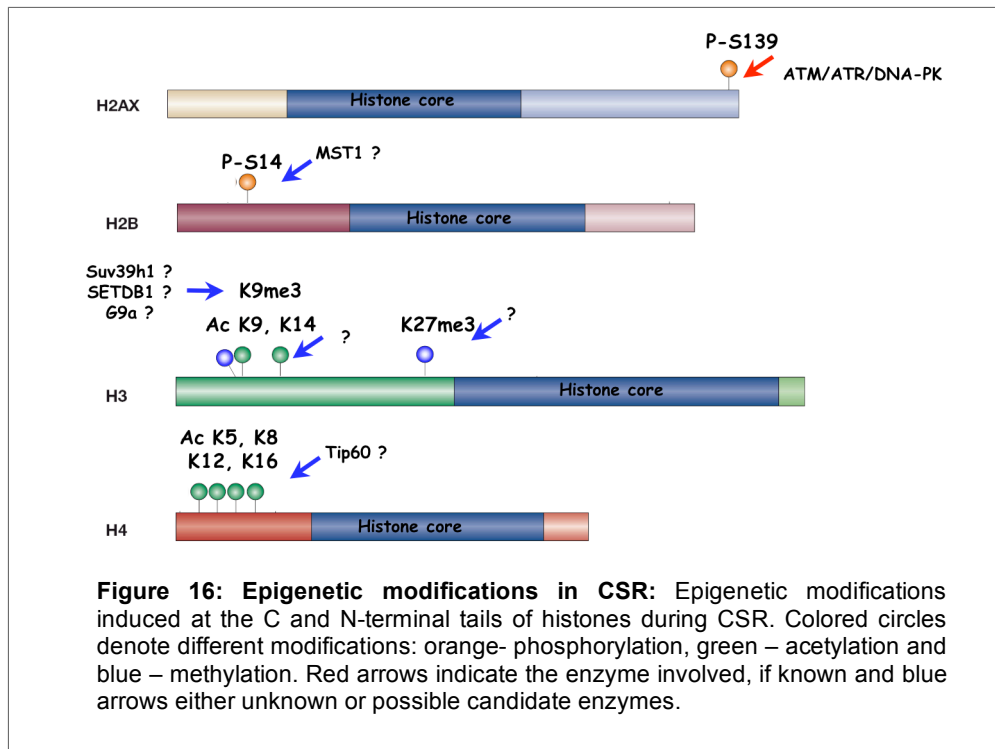 P-S139
ATM/ATR/DNA-PK
Histone core
H2AX
MST1 ?
P-S14
Histone core
H2B
Suv39h1 ?
SETDB1 ?
G9a ?
K9me3
Ac K9, K14
?
K27me3
?
Histone core
H3
Ac K5, K8
K12, K16
Tip60 ?
Histone core
H4
Figure 16: Epigenetic modifications in CSR: Epigenetic modifications
induced at the C and N-terminal tails of histones during CSR. Colored circles
denote different modifications: orange- phosphorylation, green – acetylation and
blue – methylation. Red arrows indicate the enzyme involved, if known and blue
arrows either unknown or possible candidate enzymes.